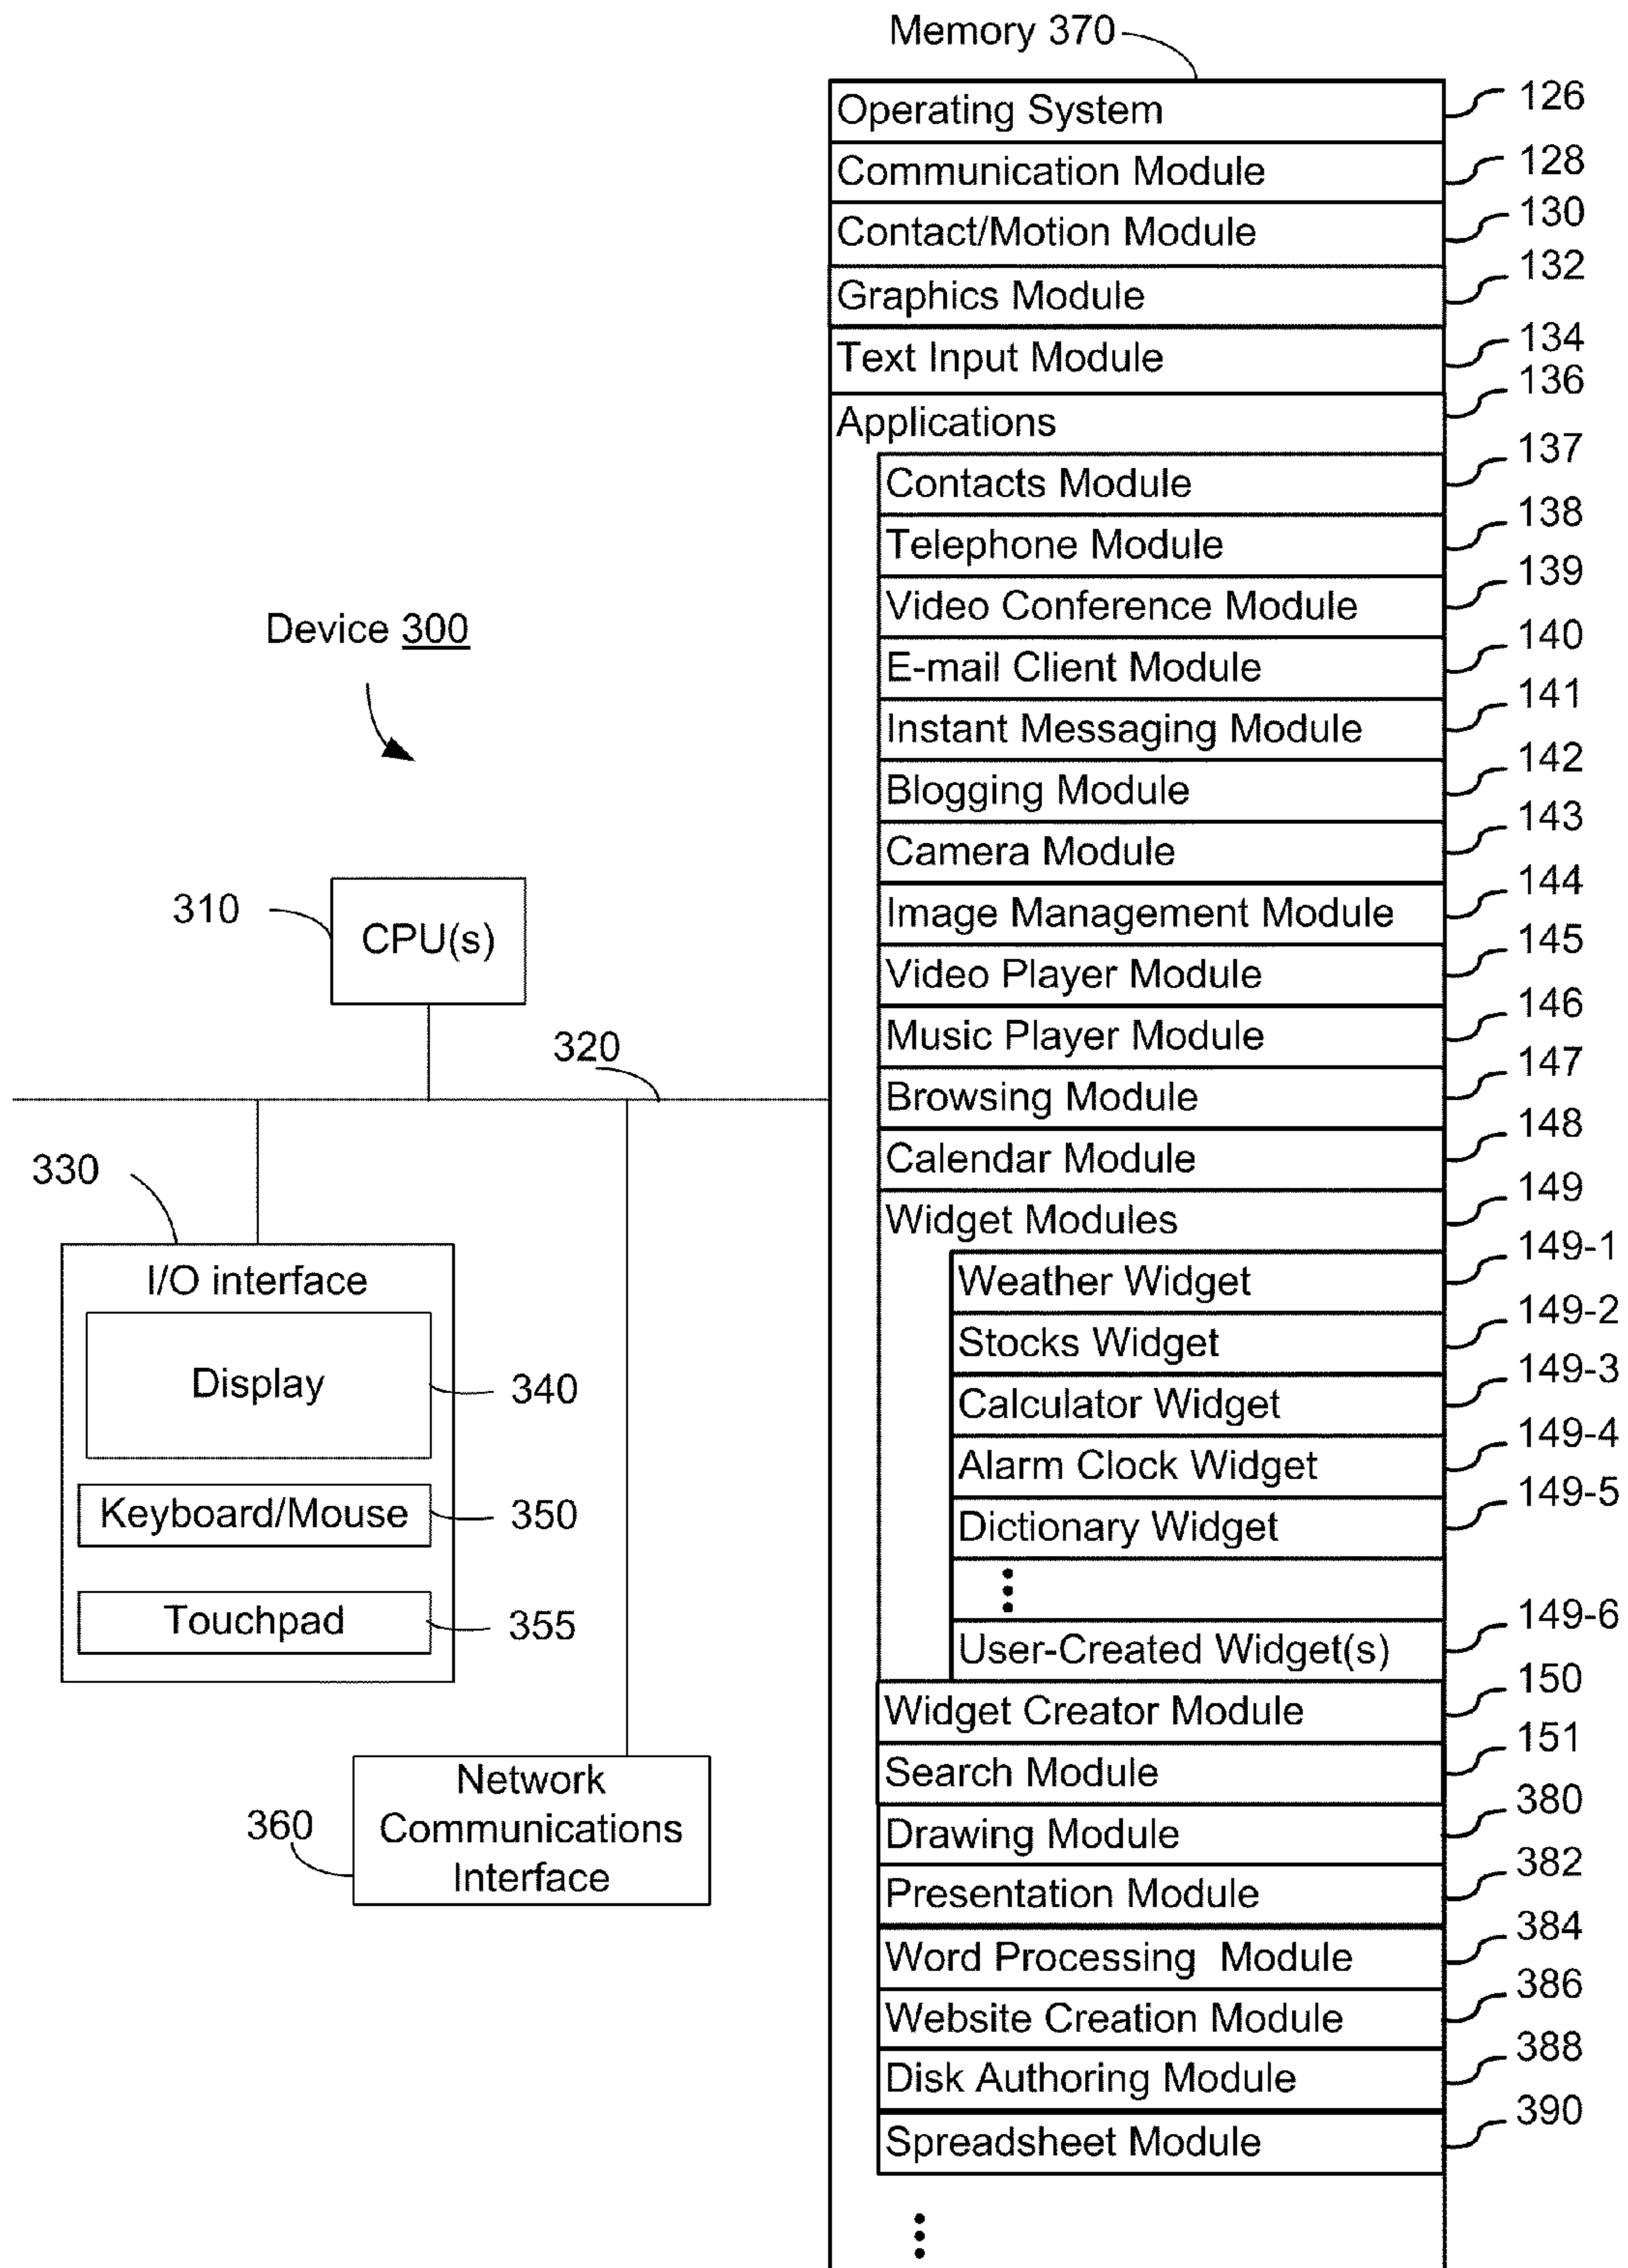 Memory 370
Operating System 126
Communication Module 128
Contact/Motion Module 130
Graphics Module 132
Text Input Module 134
Applications 136
Contacts Module 137
Telephone Module 138
Video Conference Module 139
E-mail Client Module 140
Instant Messaging Module 141
Blogging Module 142
Camera Module 143
Image Management Module 144
Video Player Module 145
Music Player Module 146
Browsing Module 147
Calendar Module 148
Widget Modules 149
Weather Widget 149-1
Stocks Widget 149-2
Calculator Widget 149-3
Alarm Clock Widget 149-4
Dictionary Widget 149-5
User-Created Widget(s) 149-6
Widget Creator Module 150
Search Module 151
Drawing Module 380
Presentation Module 382
Word Processing Module 384
Website Creation Module 386
Disk Authoring Module 388
Spreadsheet Module 390
Device 300
310
CPU(s)
320
330
I/O interface
Display 340
Keyboard/Mouse 350
Touchpad 355
360
Network
Communications
Interface